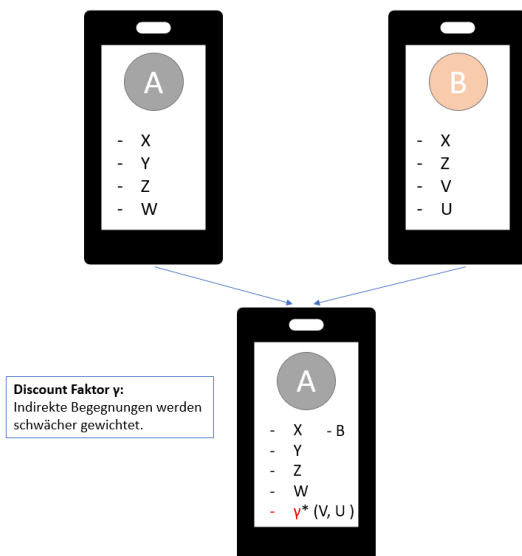 A
- X
- Y
- Z
- W
B
- X
- Z
- V
- U
Discount Faktor γ:
Indirekte Begegnungen werden
schwächer gewichtet.
A
- X - B
- Y
- Z
- W
- γ* (V, U )